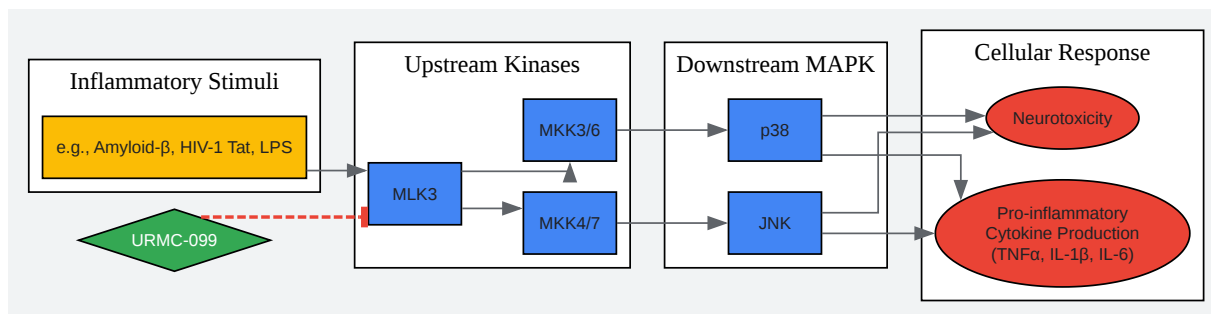 Inflammatory Stimuli
e.g., Amyloid-β, HIV-1 Tat, LPS
URMC-099
Upstream Kinases
MLK3
MKK3/6
MKK4/7
Downstream MAPK
p38
JNK
Cellular Response
Neurotoxicity
Pro-inflammatory
Cytokine Production
(TNFα, IL-1β, IL-6)